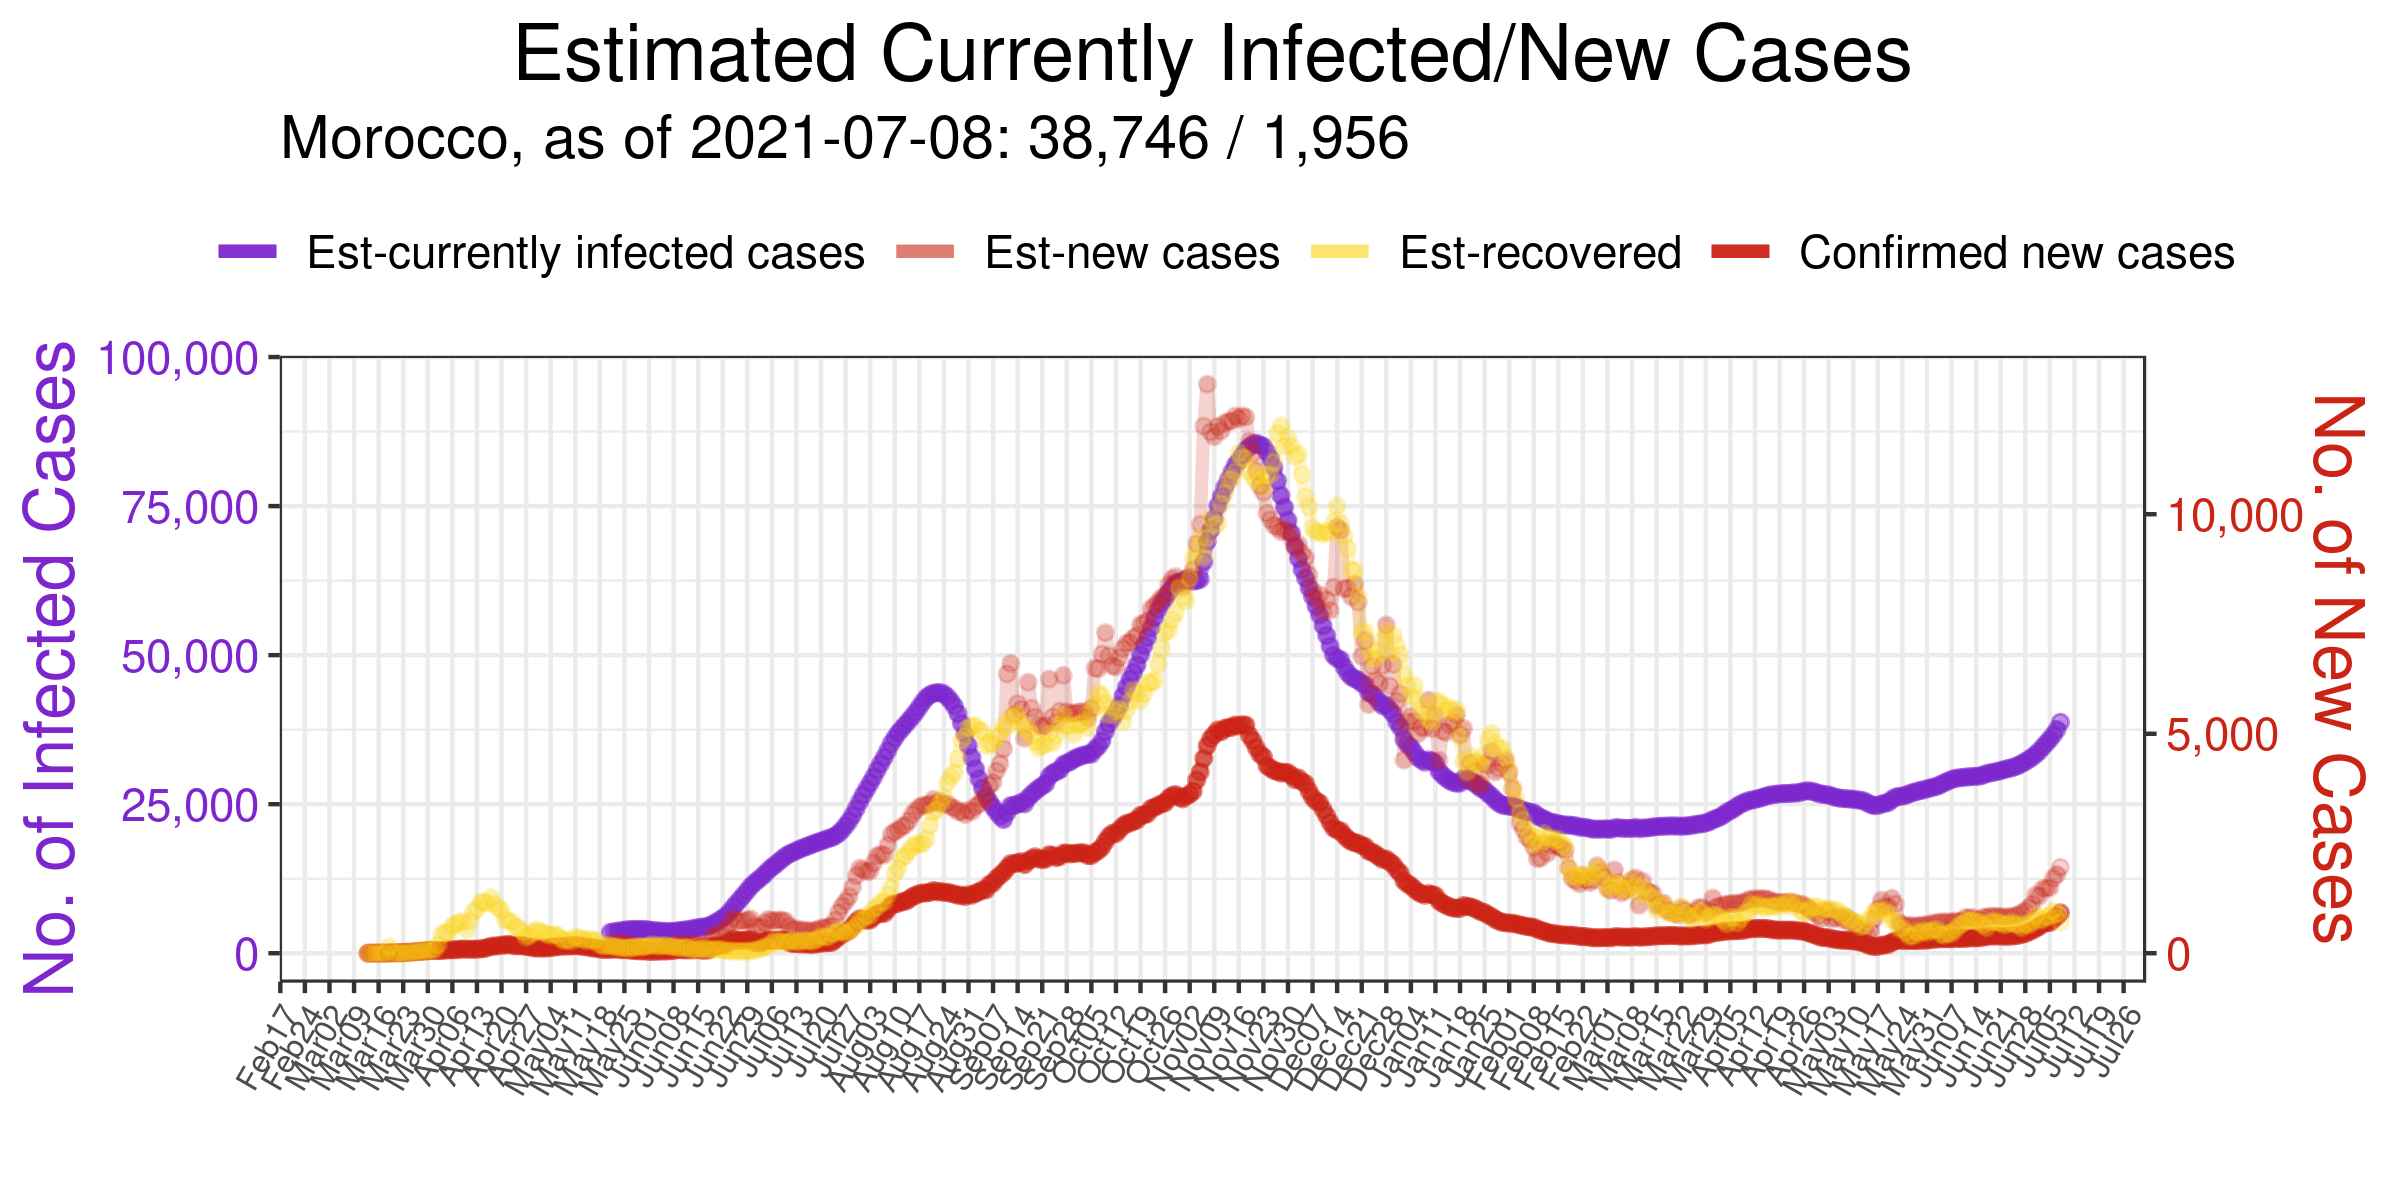 Estimated Currently Infected/New Cases
Morocco, as of 2021-07-08: 38,746 / 1,956
Est-currently infected cases Est-new cases Est-recovered Confirmed new cases
No. of Infected Cases
100,000
75,000
50,000
25,000
0
No. of New Cases
10,000
5,000
0
Feb17
Feb24
Mar02
Mar09
Mar16
Mar23
Mar30
Apr06
Apr13
Apr20
Apr27
May04
May11
May18
May25
Jun01
Jun08
Jun15
Jun22
Jun29
Jul06
Jul13
Jul20
Jul27
Aug03
Aug10
Aug17
Aug24
Aug31
Sep07
Sep14
Sep21
Sep28
Oct05
Oct12
Oct19
Oct26
Nov02
Nov09
Nov16
Nov23
Nov30
Dec07
Dec14
Dec21
Dec28
Jan04
Jan11
Jan18
Jan25
Feb01
Feb08
Feb15
Feb22
Mar01
Mar08
Mar15
Mar22
Mar29
Apr05
Apr12
Apr19
Apr26
May03
May10
May17
May24
May31
Jun07
Jun14
Jun21
Jun28
Jul05
Jul12
Jul19
Jul26